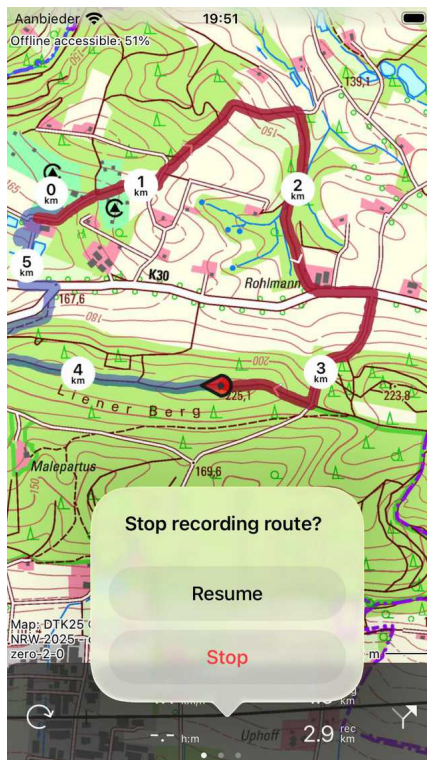 Aanbieder 19:51
Offline accessible: 51%
139,1
150
0
km
1
km
2
km
5
km
K30
Rohlmann
167,6
180
200
4
km
3
km
225,1
223,8
Liener Berg
Malepartus
169,6
150
Stop recording route?
Resume
Stop
Map: DTK25
NRW 2025
zero-2-0
m
-.- h:m
Uphoff
2.9 rec
km